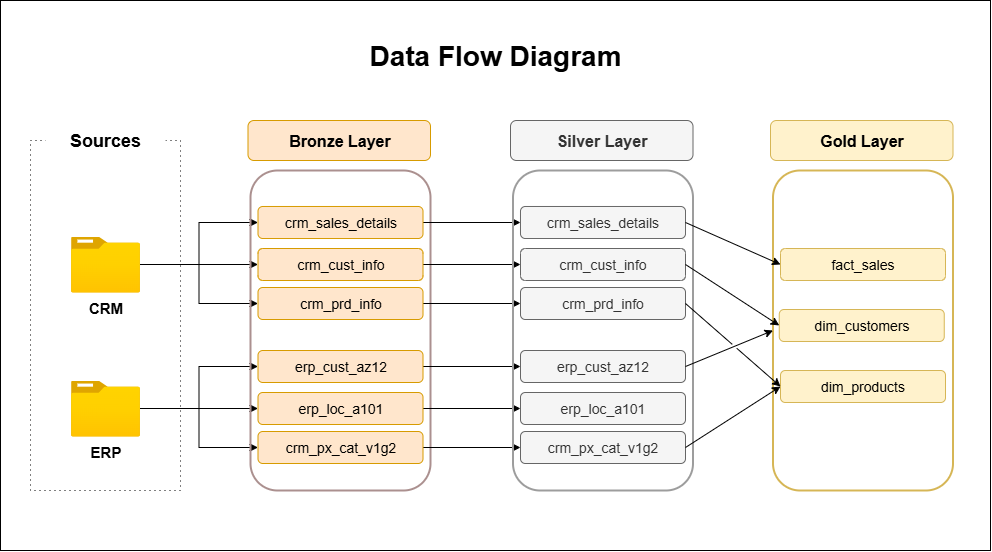 Data Flow Diagram
Sources
CRM
ERP
Bronze Layer
crm_sales_details
crm_cust_info
crm_prd_info
erp_cust_az12
erp_loc_a101
crm_px_cat_v1g2
Silver Layer
crm_sales_details
crm_cust_info
crm_prd_info
erp_cust_az12
erp_loc_a101
crm_px_cat_v1g2
Gold Layer
fact_sales
dim_customers
dim_products